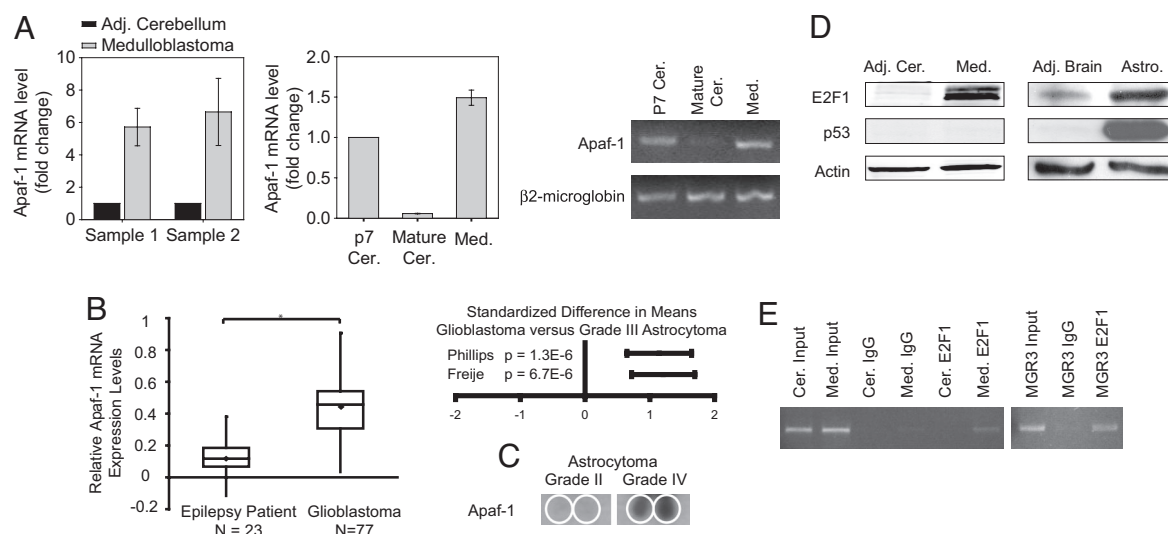 A
Adj. Cerebellum
Medulloblastoma
Apaf-1 mRNA level
(fold change)
10
8
6
4
2
0
Sample 1 Sample 2
Apaf-1 mRNA level
(fold change)
2.0
1.5
1.0
0.5
0.0
p7
Cer.
Mature
Cer.
Med.
P7 Cer.
Mature
Cer.
Med.
Apaf-1
β2-microglobin
D
Adj. Cer. Med. Adj. Brain Astro.
E2F1
p53
Actin
B
Relative Apaf-1 mRNA
Expression Levels
1
0.8
0.6
0.4
0.2
0
-0.2
*
Epilepsy Patient
N = 23
Glioblastoma
N=77
Standardized Difference in Means
Glioblastoma versus Grade III Astrocytoma
Phillips p = 1.3E-6
Freije p = 6.7E-6
-2 -1 0 1 2
C
Astrocytoma
Grade II Grade IV
Apaf-1
E
Cer. Input
Med. Input
Cer. IgG
Med. IgG
Cer. E2F1
Med. E2F1
MGR3 Input
MGR3 IgG
MGR3 E2F1